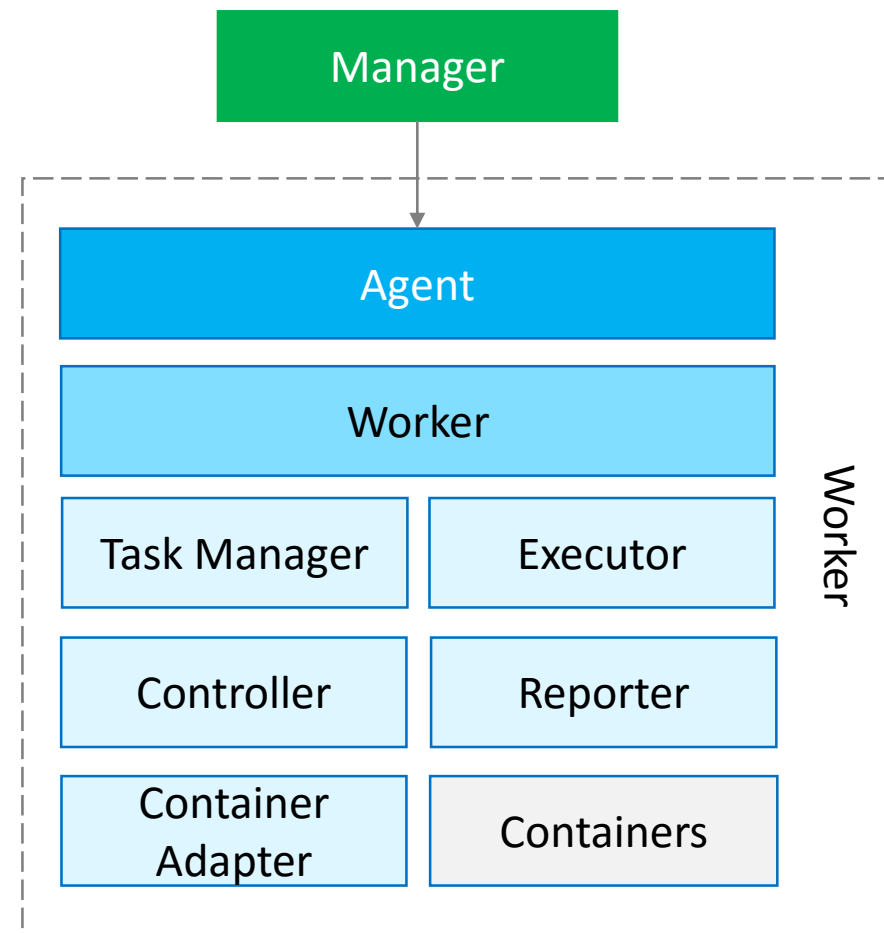 Manager
Agent
Worker
Task Manager
Executor
Worker
Controller
Reporter
Container
Adapter
Containers